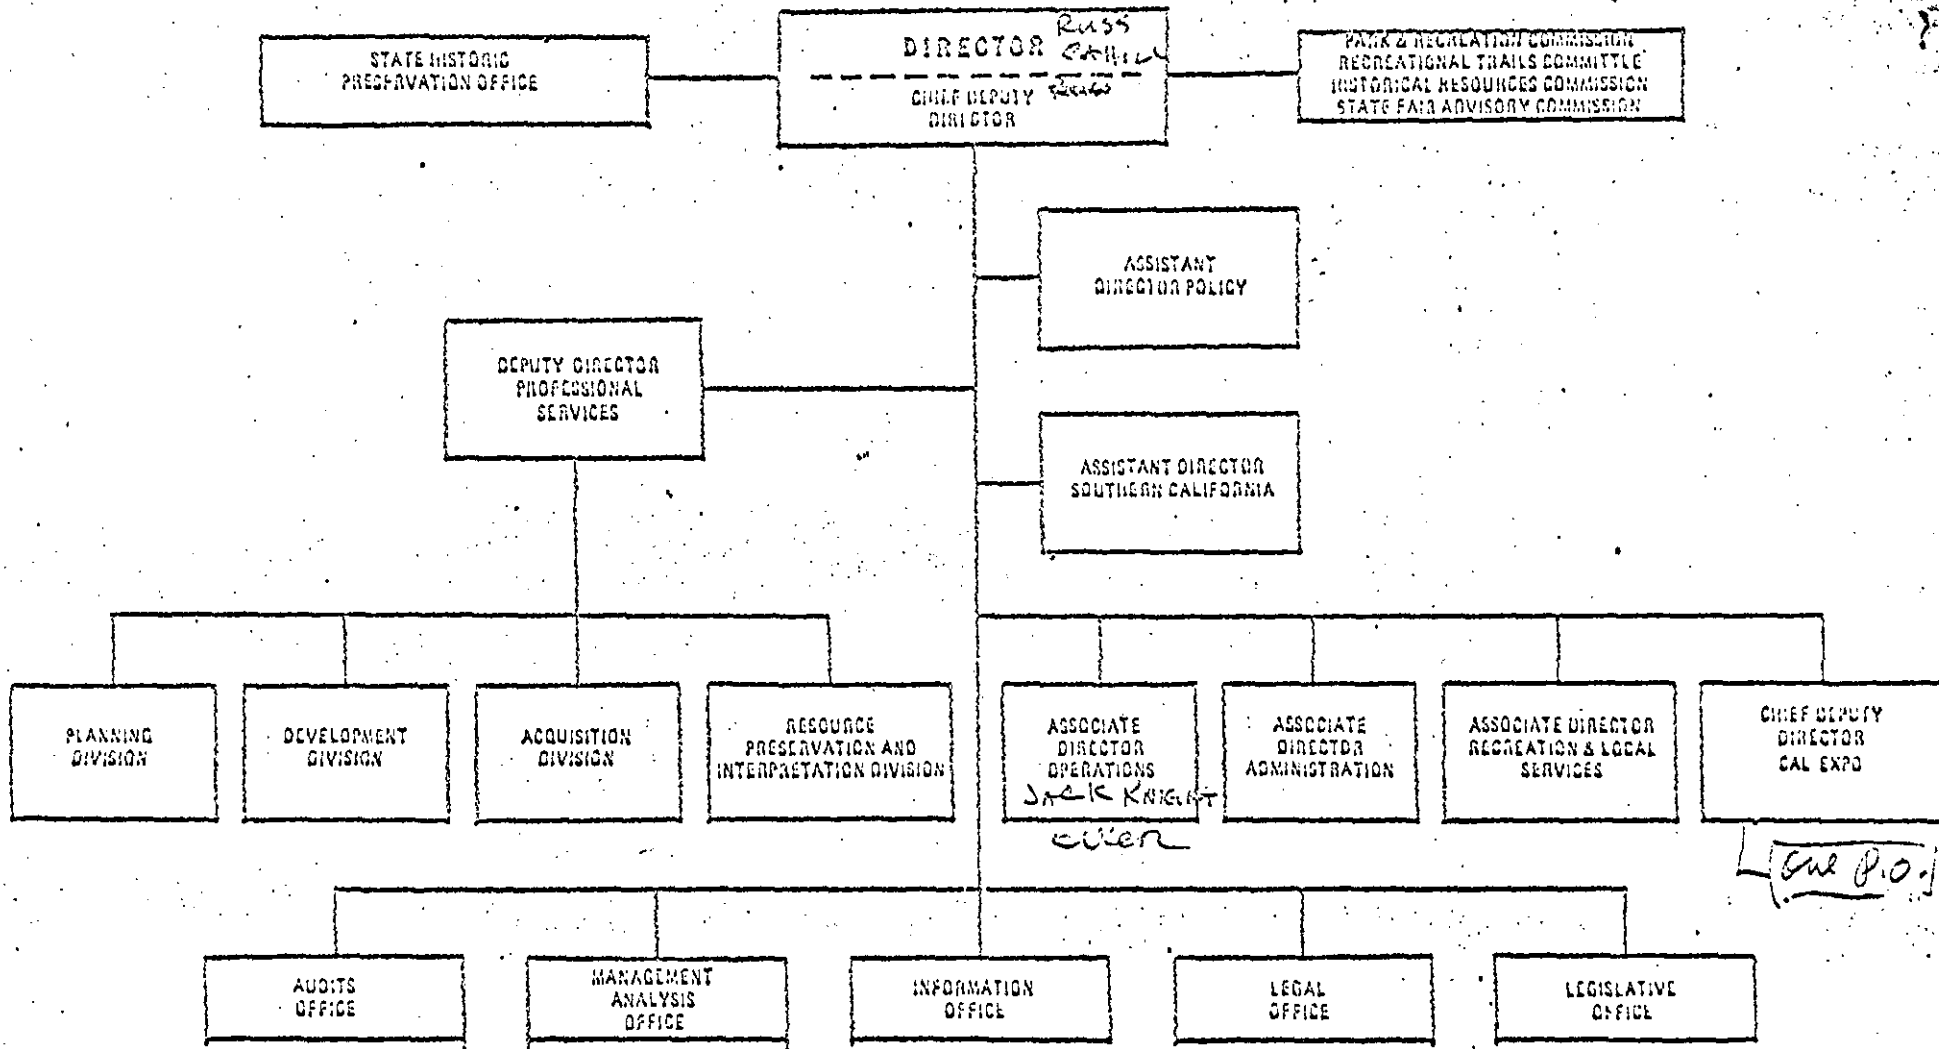 STATE HISTORIC
PRESERVATION OFFICE
DIRECTOR
Russ
Cahill
CHIEF DEPUTY
DIRECTOR
PARK & RECREATION COMMISSION
RECREATIONAL TRAILS COMMITTLE
HISTORICAL RESOURCES COMMISSION
STATE FAIR ADVISORY COMMISSION
ASSISTANT
DIRECTOR POLICY
DEPUTY DIRECTOR
PROFESSIONAL
SERVICES
ASSISTANT DIRECTOR
SOUTHERN CALIFORNIA
PLANNING
DIVISION
DEVELOPMENT
DIVISION
ACQUISITION
DIVISION
RESOURCE
PRESERVATION AND
INTERPRETATION DIVISION
ASSOCIATE
DIRECTOR
OPERATIONS
JACK KNIGHT
ASSOCIATE
DIRECTOR
ADMINISTRATION
ASSOCIATE DIRECTOR
RECREATION & LOCAL
SERVICES
CHIEF DEPUTY
DIRECTOR
CAL EXPO
P.O.
AUDITS
OFFICE
MANAGEMENT
ANALYSIS
OFFICE
INFORMATION
OFFICE
LEGAL
OFFICE
LEGISLATIVE
OFFICE